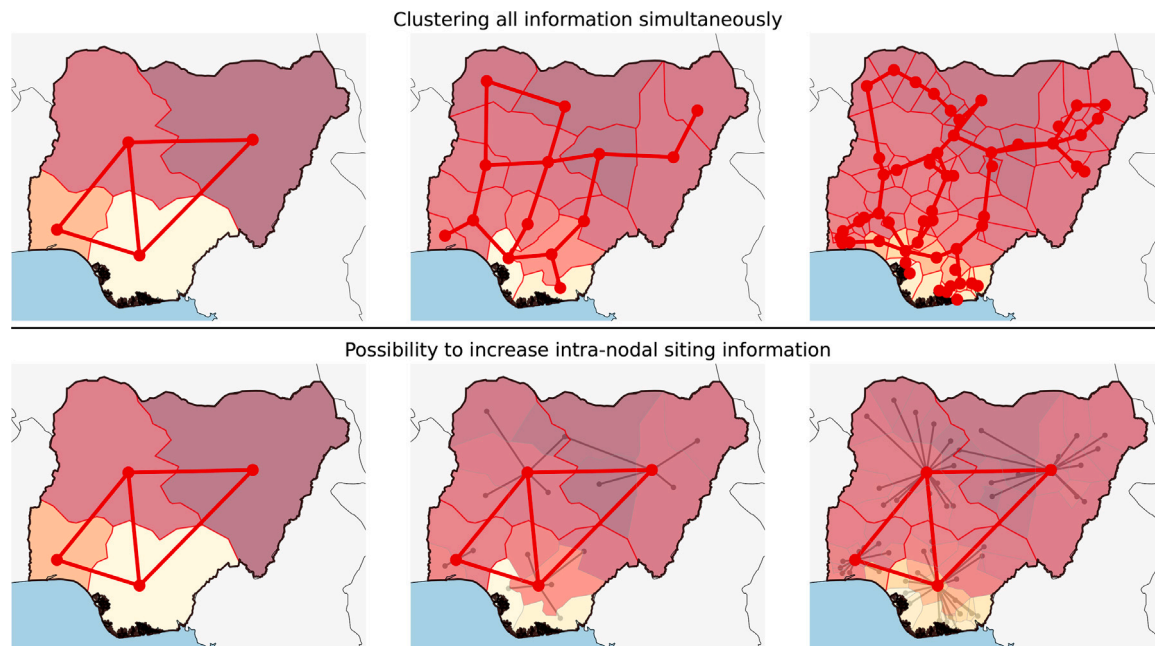 Clustering all information simultaneously
Possibility to increase intra-nodal siting information